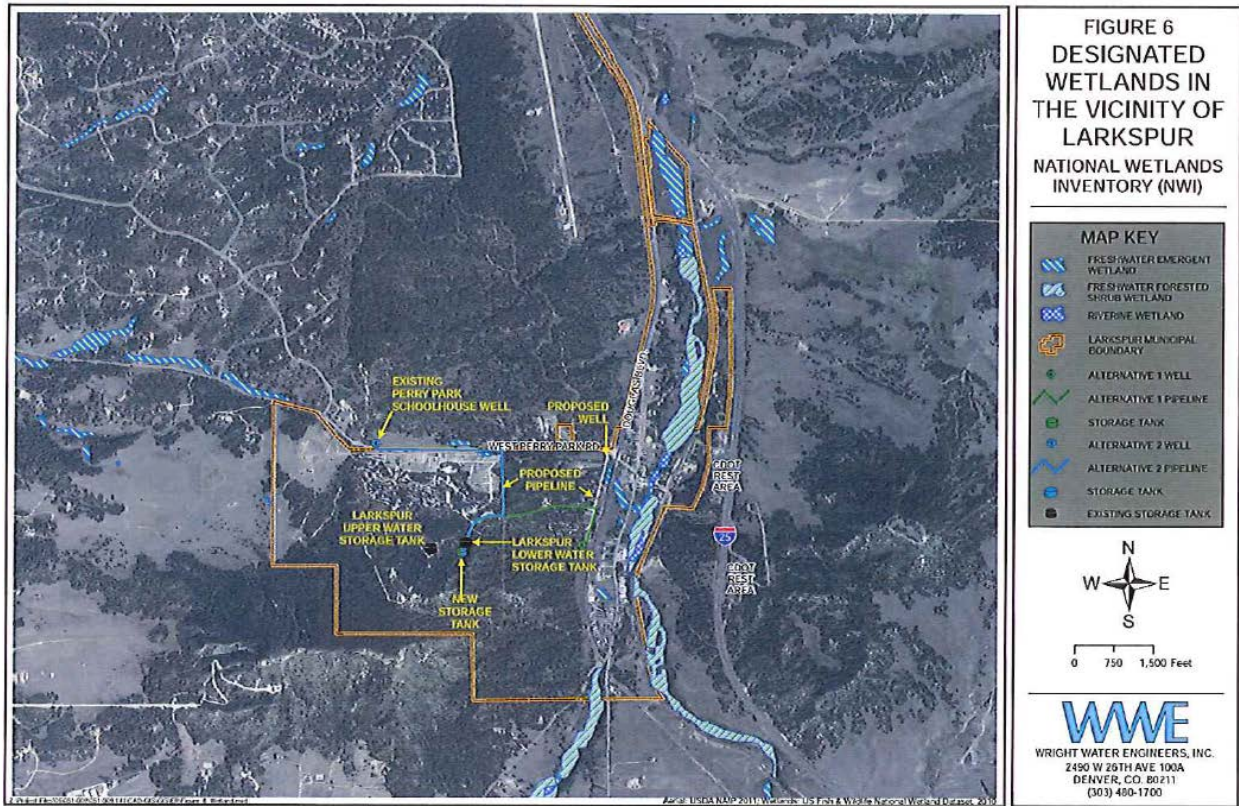 EXISTING
PERRY PARK
SCHOOLHOUSE WELL
PROPOSED
WELL
DOUGLAS BLVD
WEST PERRY PARK RD
PROPOSED
PIPELINE
LARKSPUR
UPPER WATER
STORAGE TANK
LARKSPUR
LOWER WATER
STORAGE TANK
NEW
STORAGE
TANK
CDOT
REST
AREA
25
CDOT
REST
AREA
Aerial: USDA NAIP 2011; Wetlands: US Fish & Wildlife National Wetland Dataset, 2010
FIGURE 6
DESIGNATED
WETLANDS IN
THE VICINITY OF
LARKSPUR
NATIONAL WETLANDS
INVENTORY (NWI)
MAP KEY
FRESHWATER EMERGENT
WETLAND
FRESHWATER FORESTED
SHRUB WETLAND
RIVERINE WETLAND
LARKSPUR MUNICIPAL
BOUNDARY
ALTERNATIVE 1 WELL
ALTERNATIVE 1 PIPELINE
STORAGE TANK
ALTERNATIVE 2 WELL
ALTERNATIVE 2 PIPELINE
STORAGE TANK
EXISTING STORAGE TANK
N
W E
S
0 750 1,500 Feet
WWE
WRIGHT WATER ENGINEERS, INC.
2490 W 26TH AVE 100A
DENVER, CO. 80211
(303) 480-1700